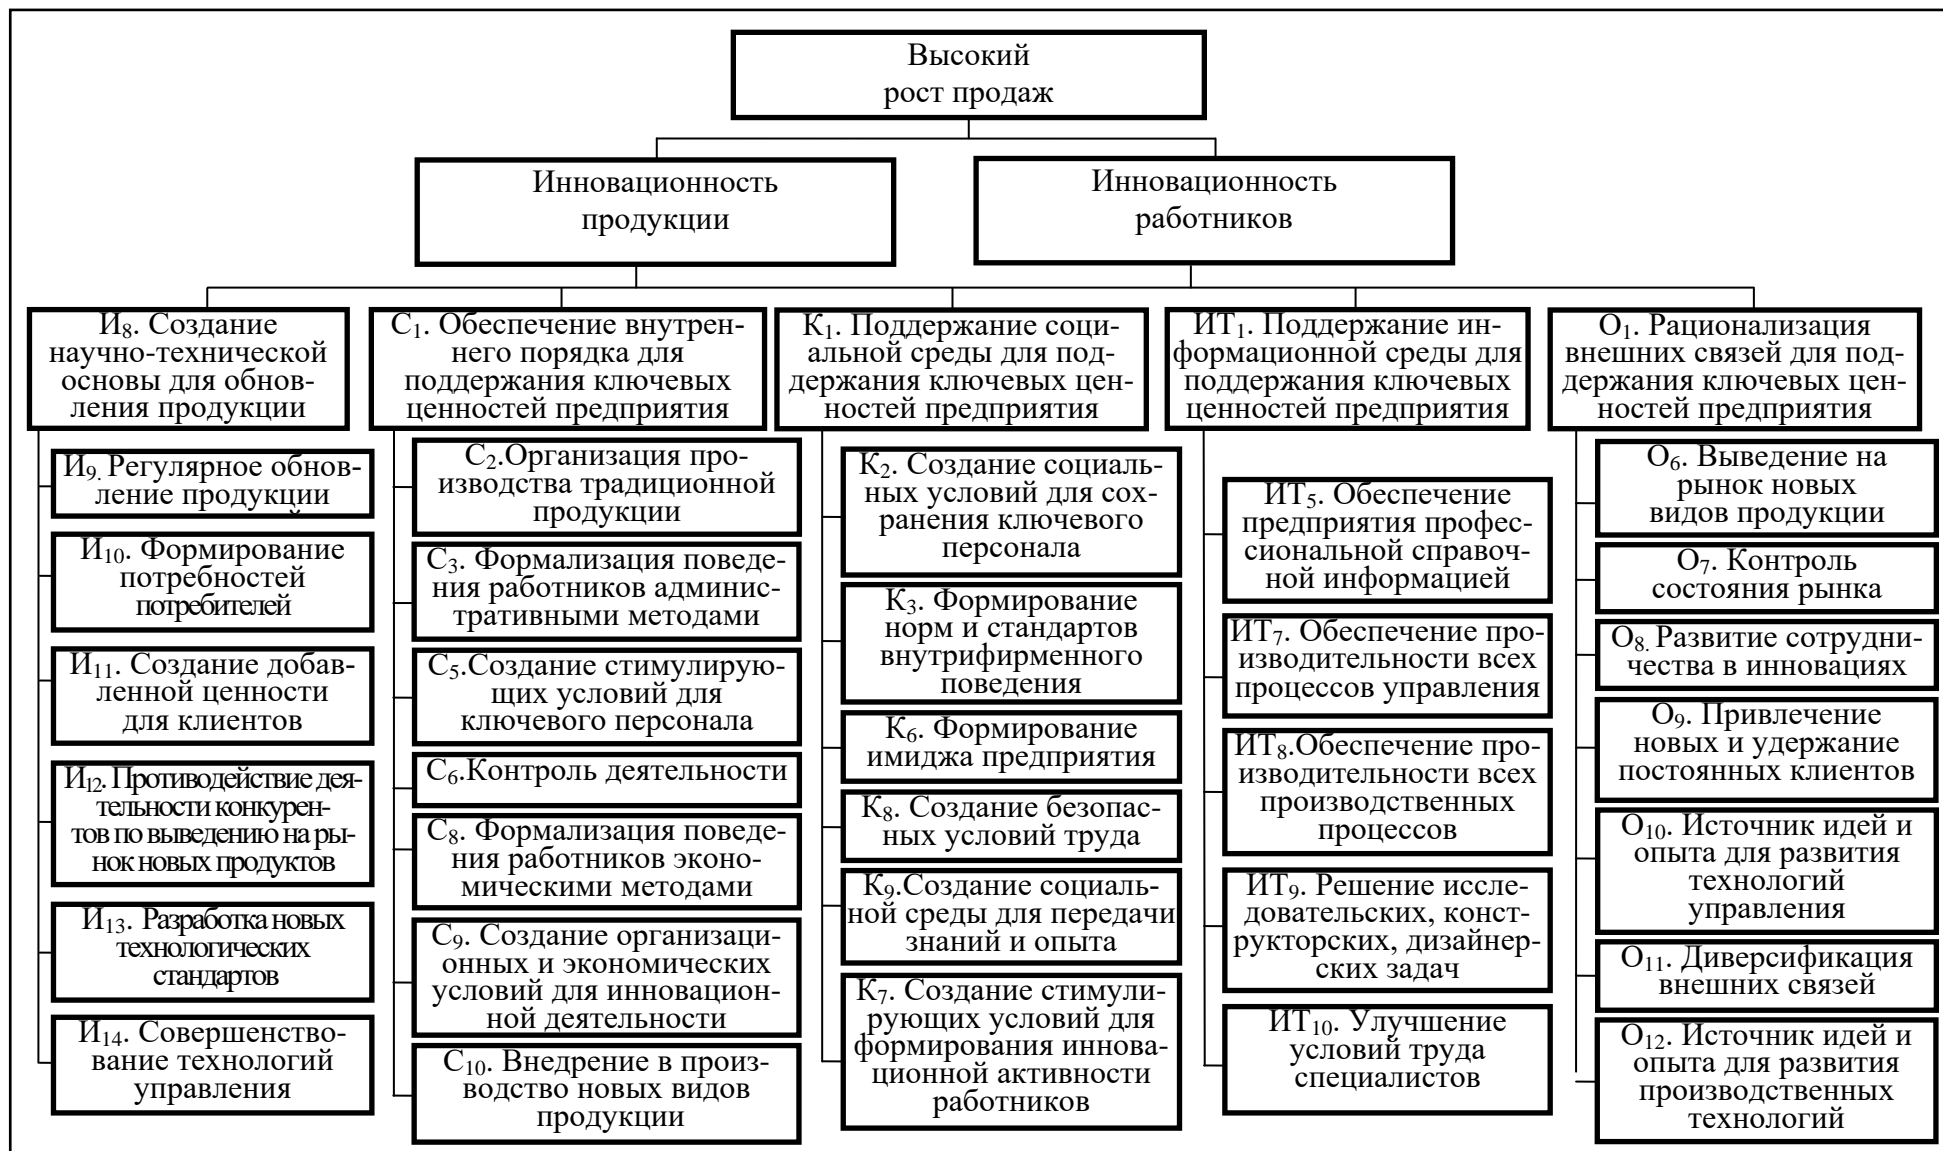 Высокий
рост продаж
Инновационность
продукции
Инновационность
работников
И₈. Создание
научно-технической
основы для обнов-
ления продукции
С₁. Обеспечение внутрен-
него порядка для
поддержания ключевых
ценностей предприятия
К₁. Поддержание соци-
альной среды для под-
держания ключевых цен-
ностей предприятия
ИТ₁. Поддержание ин-
формационной среды для
поддержания ключевых
ценностей предприятия
О₁. Рационализация
внешних связей для под-
держания ключевых цен-
ностей предприятия
И₉. Регулярное обнов-
ление продукции
И₁₀. Формирование
потребностей
потребителей
И₁₁. Создание добав-
ленной ценности
для клиентов
И₁₂. Противодействие дея-
тельности конкурен-
тов по выведению на ры-
нок новых продуктов
И₁₃. Разработка новых
технологических
стандартов
И₁₄. Совершенство-
вание технологий
управления
С₂.Организация про-
изводства традиционной
продукции
С₃. Формализация поведе-
ния работников админис-
тративными методами
С₅.Создание стимулирую-
щих условий для
ключевого персонала
С₆.Контроль деятельности
С₈. Формализация поведе-
ния работников эконо-
мическими методами
С₉. Создание организаци-
онных и экономических
условий для инновацион-
ной деятельности
С₁₀. Внедрение в произ-
водство новых видов
продукции
К₂. Создание социаль-
ных условий для сох-
ранения ключевого
персонала
К₃. Формирование
норм и стандартов
внутрифирменного
поведения
К₆. Формирование
имиджа предприятия
К₈. Создание безопас-
ных условий труда
К₉.Создание социаль-
ной среды для передачи
знаний и опыта
К₇. Создание стимули-
рующих условий для
формирования иннова-
ционной активности
работников
ИТ₅. Обеспечение
предприятия профес-
сиональной справоч-
ной информацией
ИТ₇. Обеспечение про-
изводительности всех
процессов управления
ИТ₈.Обеспечение про-
изводительности всех
производственных
процессов
ИТ₉. Решение иссле-
довательских, конст-
рукторских, дизайнер-
ских задач
ИТ₁₀. Улучшение
условий труда
специалистов
О₆. Выведение на
рынок новых
видов продукции
О₇. Контроль
состояния рынка
О₈. Развитие сотрудни-
чества в инновациях
О₉. Привлечение
новых и удержание
постоянных клиентов
О₁₀. Источник идей и
опыта для развития
технологий
управления
О₁₁. Диверсификация
внешних связей
О₁₂. Источник идей и
опыта для развития
производственных
технологий